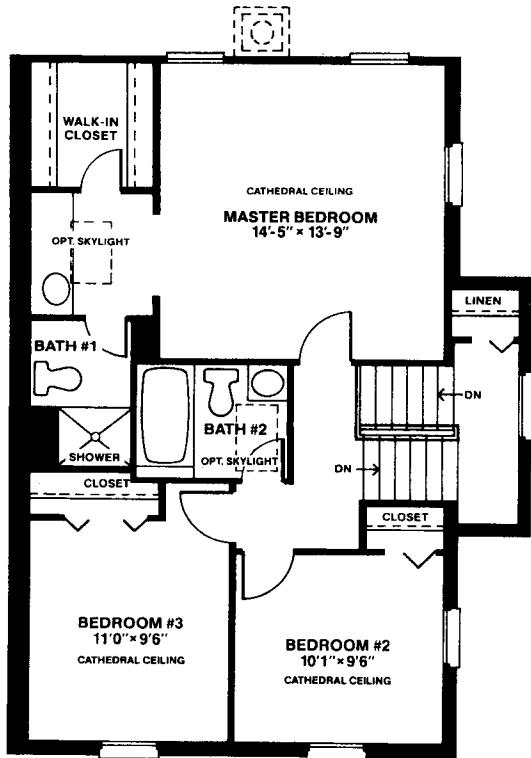 WALK-IN
CLOSET
CATHEDRAL CEILING
MASTER BEDROOM
14'-5" × 13'-9"
OPT. SKYLIGHT
LINEN
BATH #1
DN
BATH #2
OPT. SKYLIGHT
SHOWER
DN
CLOSET
CLOSET
BEDROOM #3
11'0" × 9'6"
CATHEDRAL CEILING
BEDROOM #2
10'1" × 9'6"
CATHEDRAL CEILING